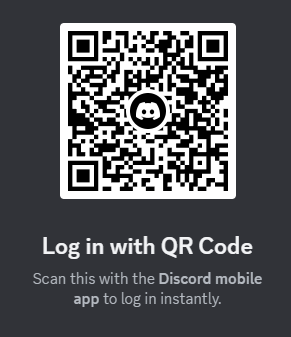 Log in with QR Code
Scan this with the Discord mobile
app to log in instantly.